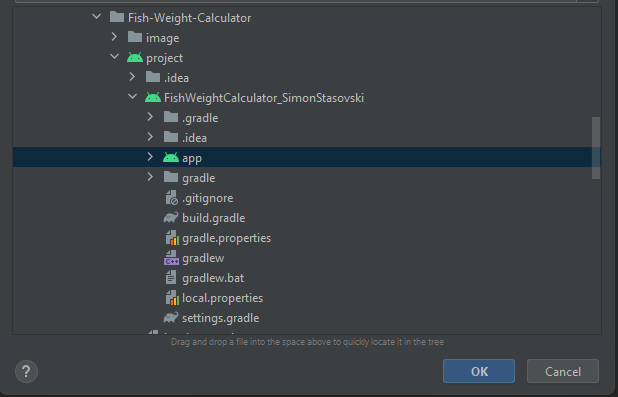 Fish-Weight-Calculator
image
project
.idea
FishWeightCalculator_SimonStasovski
.gradle
.idea
app
gradle
.gitignore
build.gradle
gradle.properties
C++
gradlew
gradlew.bat
local.properties
settings.gradle
Drag and drop a file into the space above to quickly locate it in the tree
?
OK
Cancel